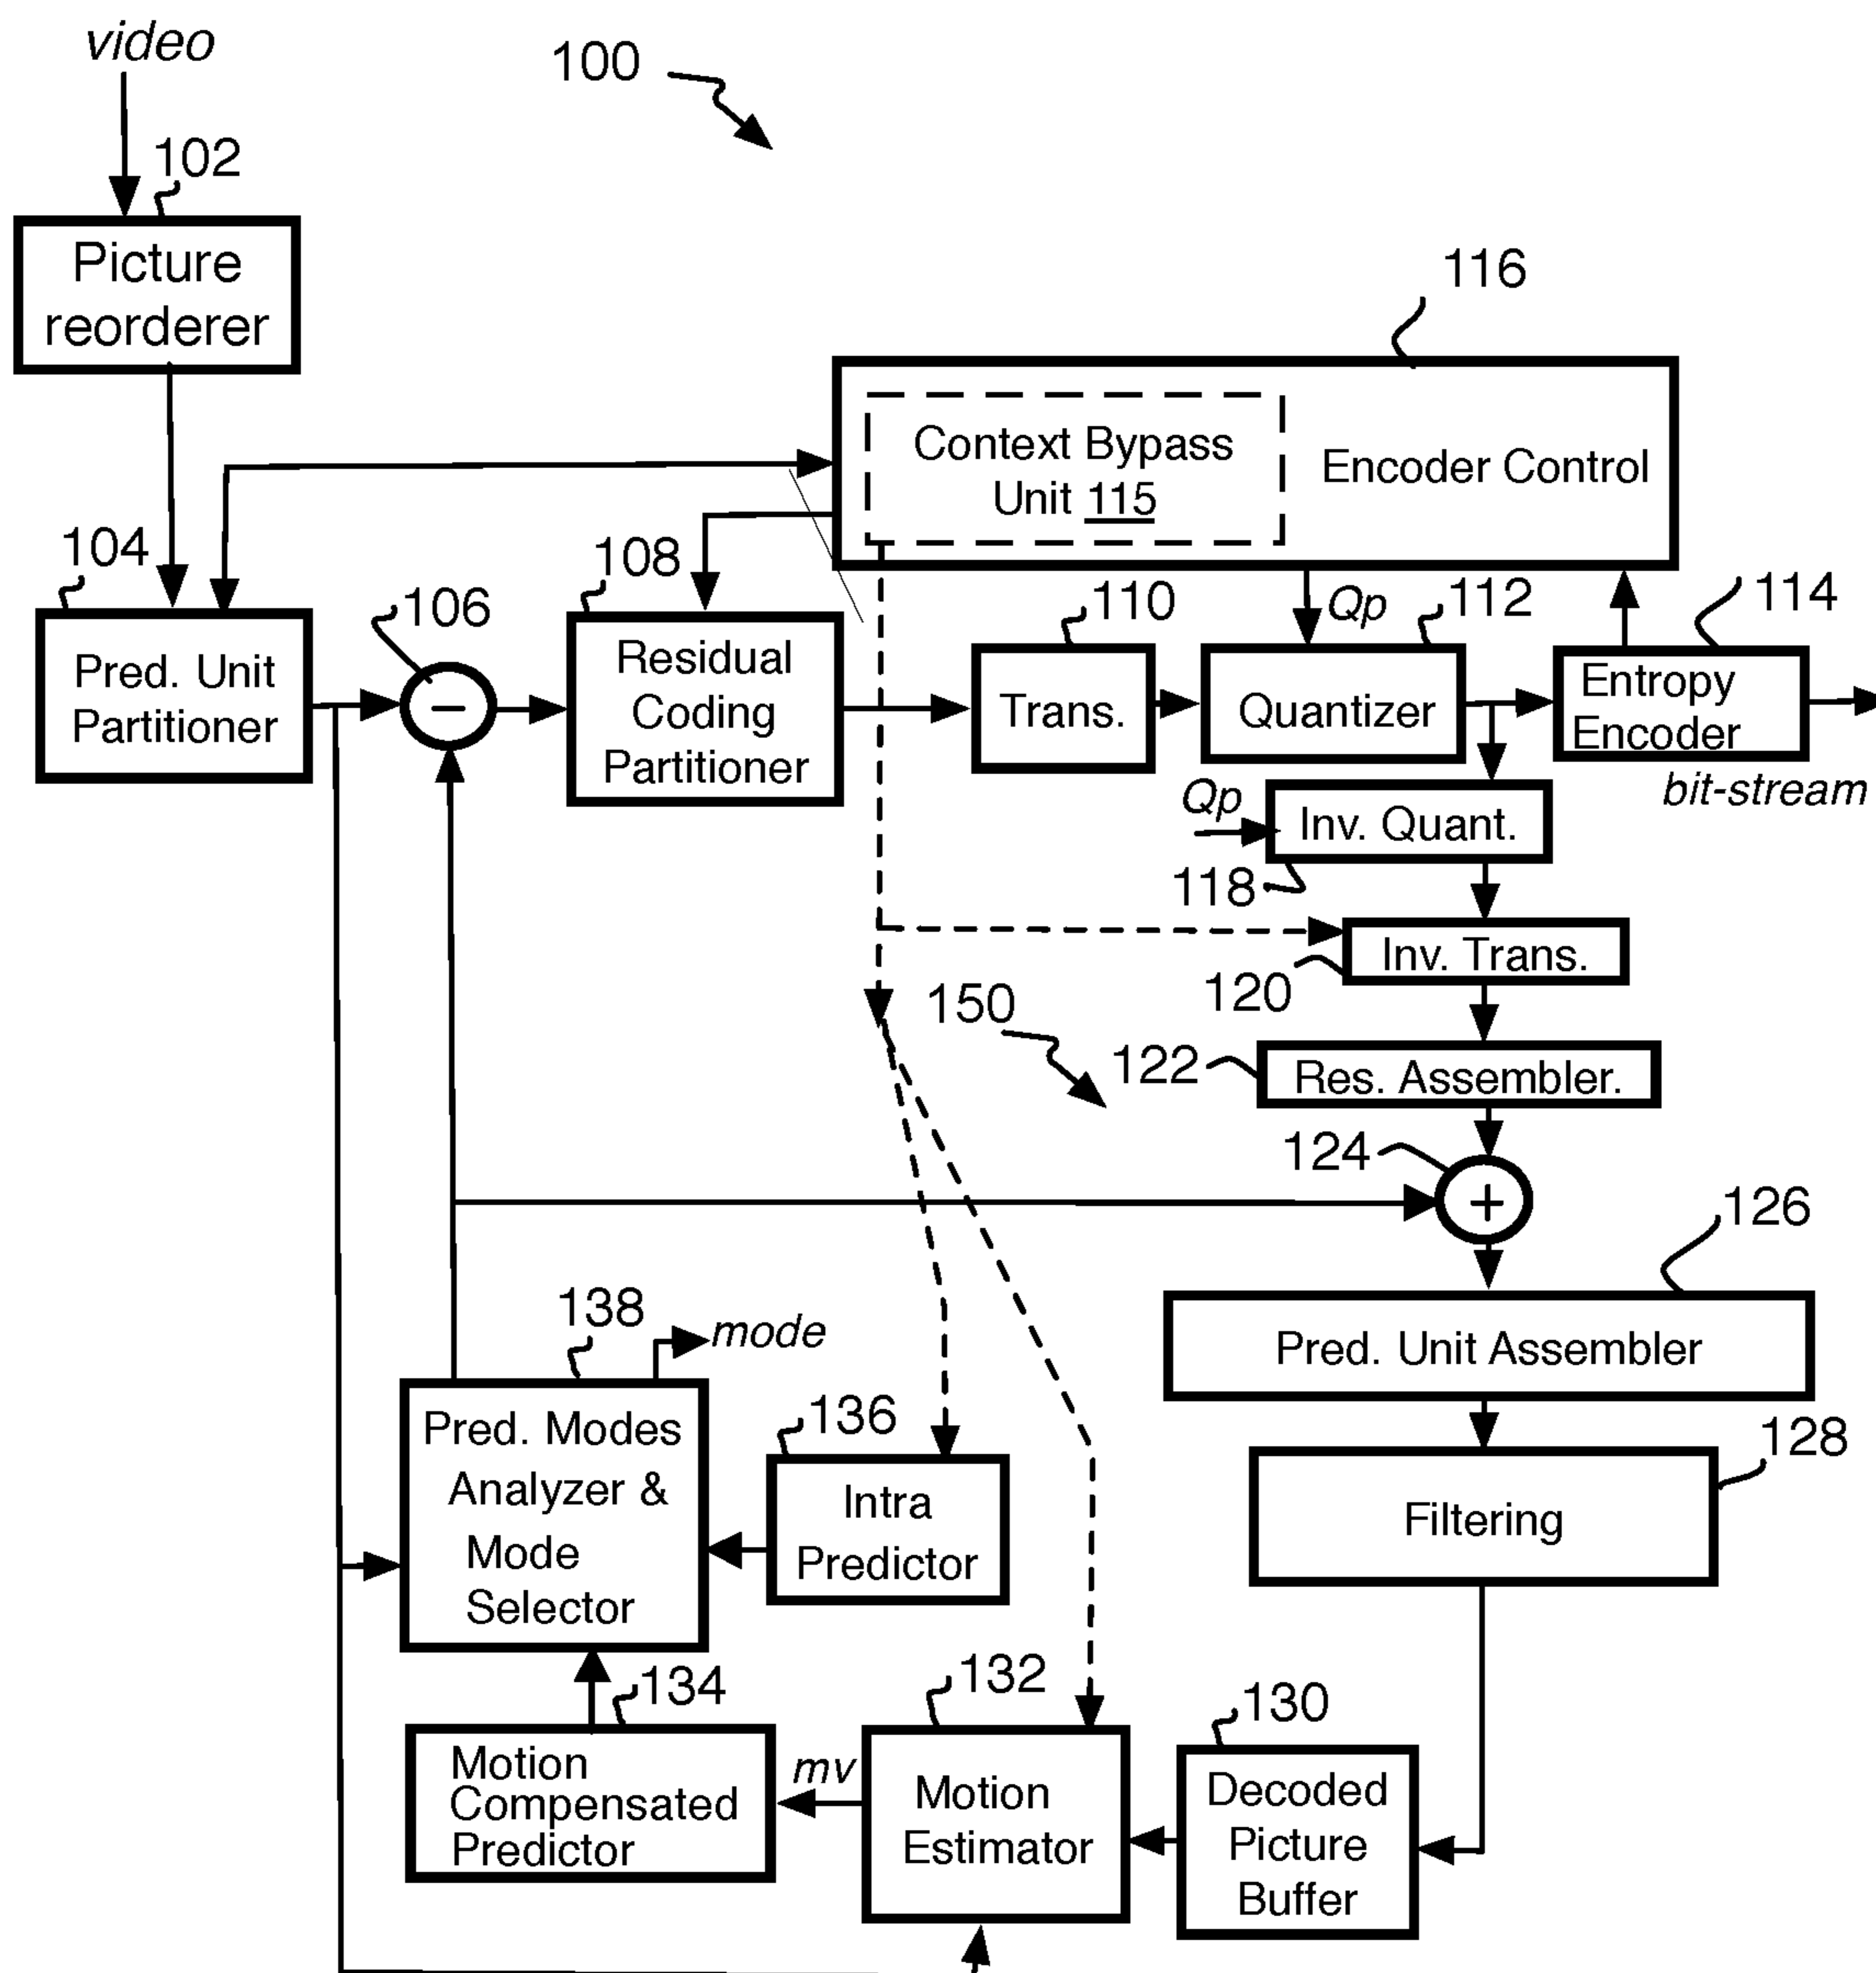 video
100
102
Picture
reorderer
116
Context Bypass
Unit 115
Encoder Control
104
106
108
110
Qp
112
114
Pred. Unit
Partitioner
−
Residual
Coding
Partitioner
Trans.
Quantizer
Entropy
Encoder
bit-stream
Qp
Inv. Quant.
118
Inv. Trans.
120
150
122
Res. Assembler.
124
+
126
Pred. Unit Assembler
138
mode
128
Pred. Modes
Analyzer &
Mode
Selector
136
Intra
Predictor
Filtering
134
132
130
Motion
Compensated
Predictor
mv
Motion
Estimator
Decoded
Picture
Buffer